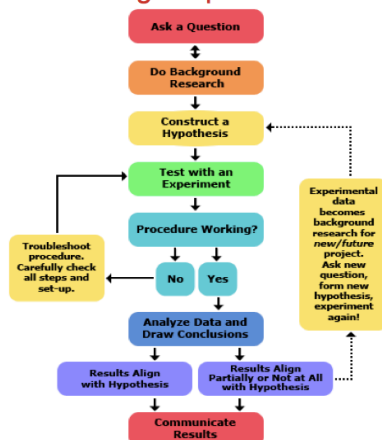 Ask a Question
Do Background
Research
Construct a
Hypothesis
Test with an
Experiment
Procedure Working?
No
Yes
Troubleshoot
procedure.
Carefully check
all steps and
set-up.
Experimental
data
becomes
background
research for
new/future
project.
Ask new
question,
form new
hypothesis,
experiment
again!
Analyze Data and
Draw Conclusions
Results Align
with Hypothesis
Results Align
Partially or Not at All
with Hypothesis
Communicate
Results